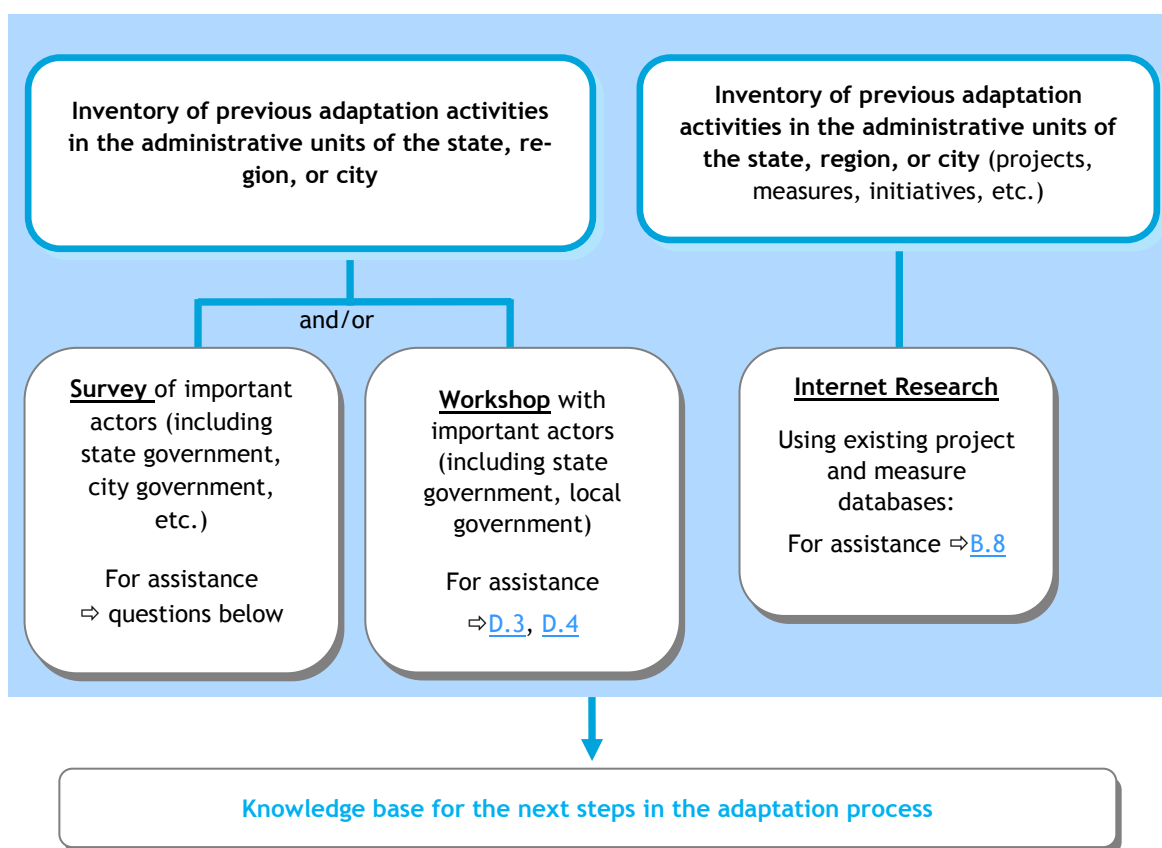 Inventory of previous adaptation activities
in the administrative units of the state, re-
gion, or city
Inventory of previous adaptation
activities in the administrative units of
the state, region, or city (projects,
measures, initiatives, etc.)
and/or
Survey of important
actors (including
state government,
city government,
etc.)
For assistance
⇨ questions below
Workshop with
important actors
(including state
government, local
government)
For assistance
⇨D.3, D.4
Internet Research
Using existing project
and measure
databases:
For assistance ⇨B.8
Knowledge base for the next steps in the adaptation process